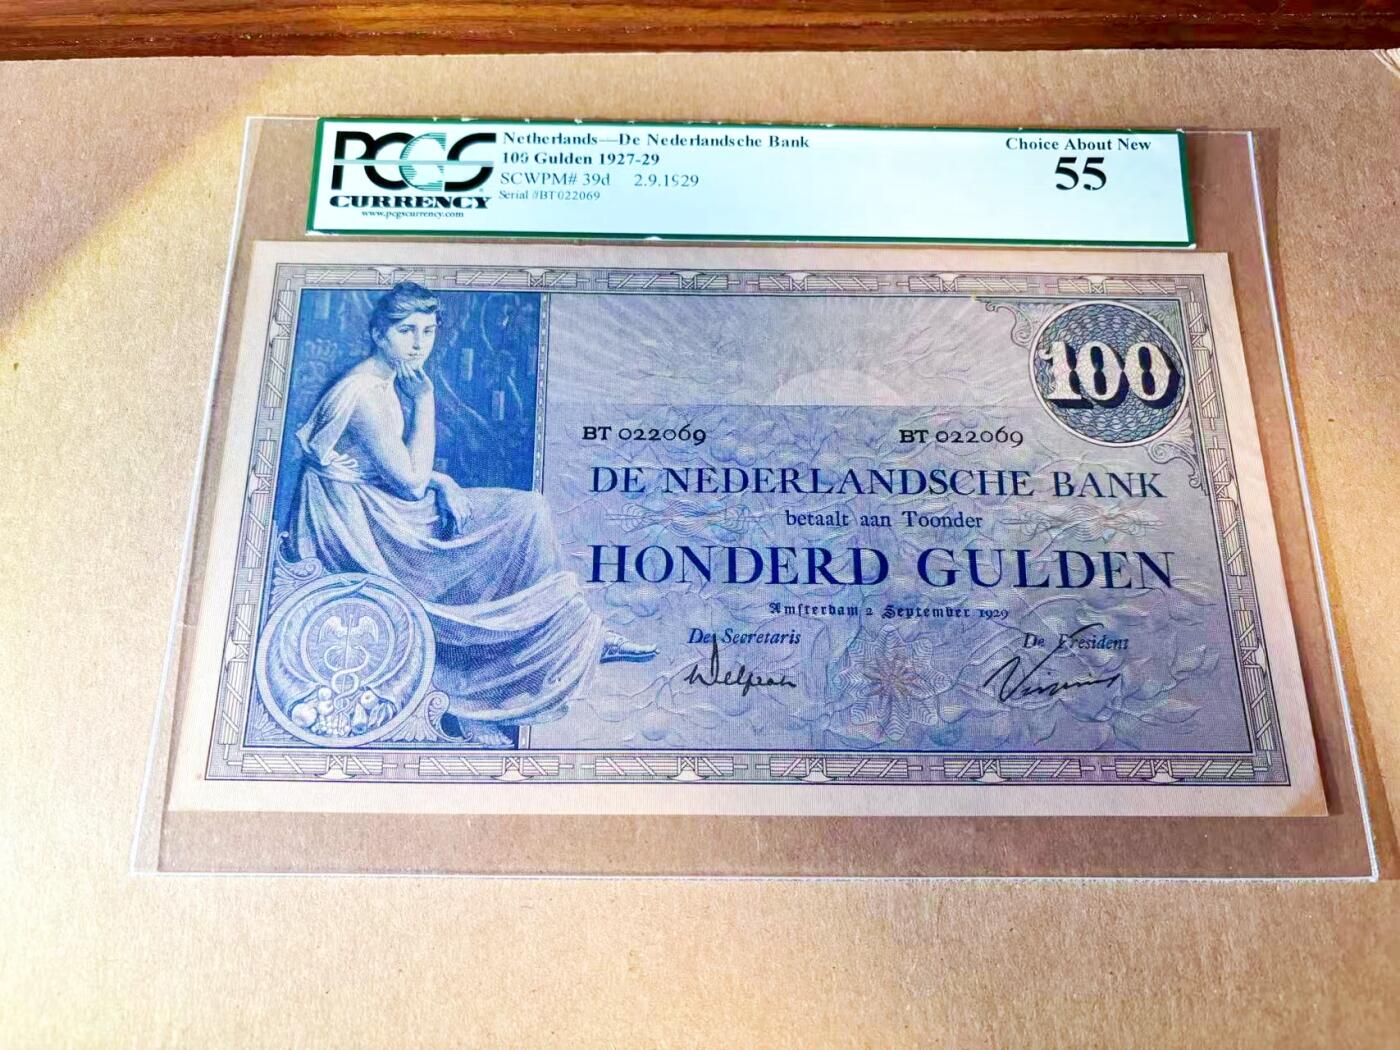 PCGS
CURRENCY
www.pcgscurrency.com
Netherlands—De Nederlandsche Bank
100 Gulden 1927-29
SCWPM# 39d 2.9.1929
Serial #BT022069
Choice About New
55
100
BT 022069 BT 022069
DE NEDERLANDSCHE BANK
betaalt aan Toonder
HONDERD GULDEN
Amsterdam 2 September 1929
De Secretaris De President